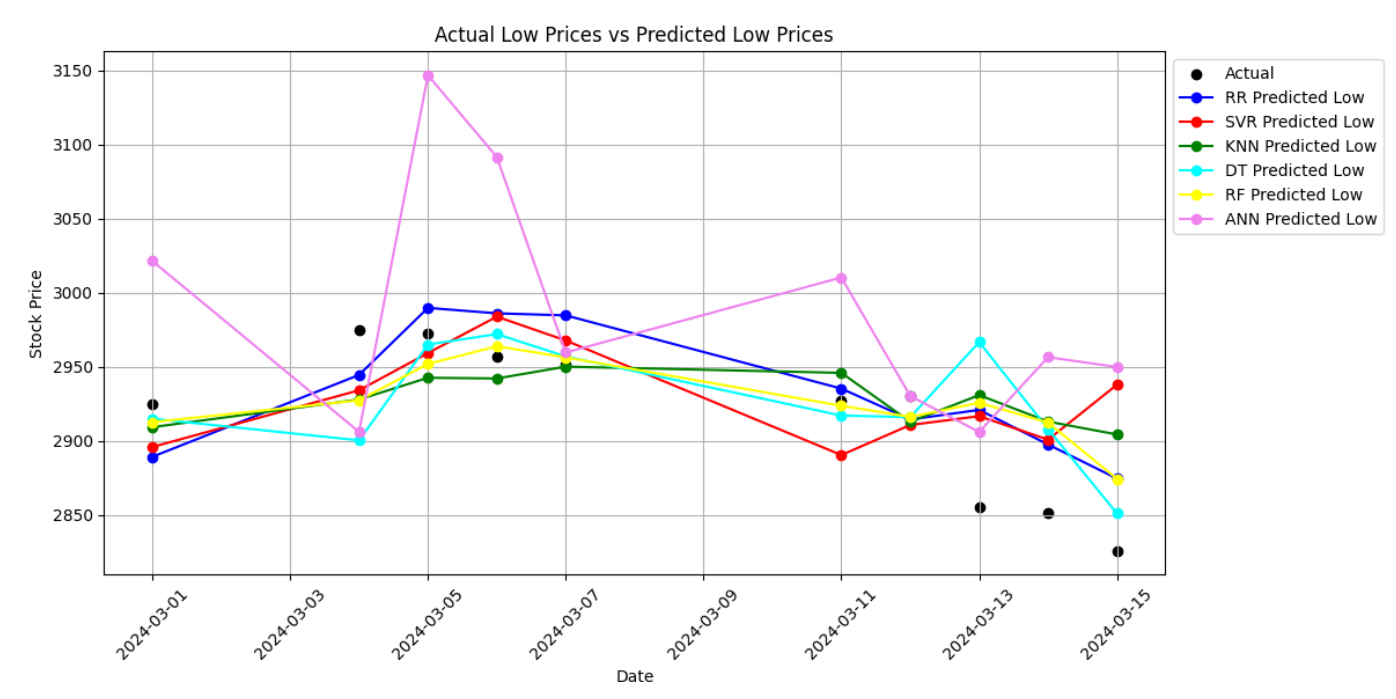 Actual Low Prices vs Predicted Low Prices
3150
3100
3050
3000
2950
2900
2850
Stock Price
2024-03-01
2024-03-03
2024-03-05
2024-03-07
2024-03-09
2024-03-11
2024-03-13
2024-03-15
Date
Actual
RR Predicted Low
SVR Predicted Low
KNN Predicted Low
DT Predicted Low
RF Predicted Low
ANN Predicted Low